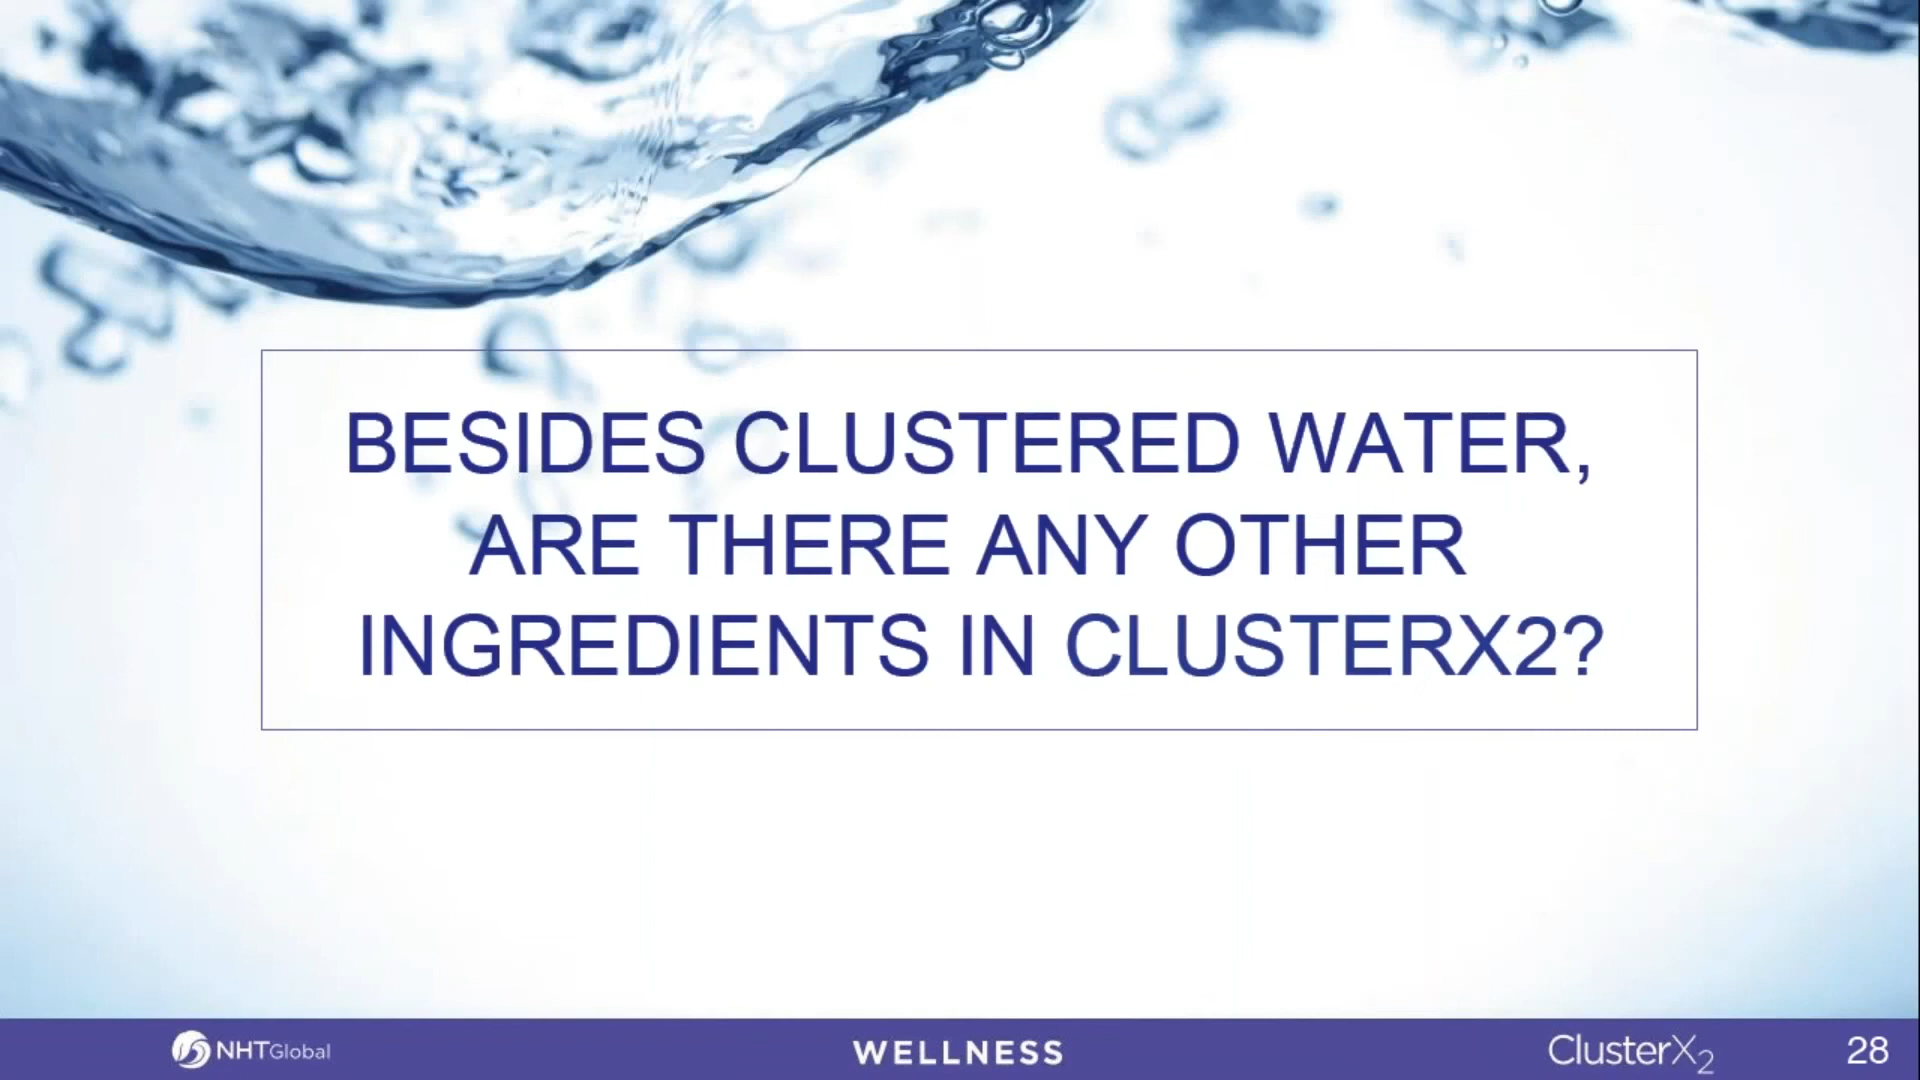 BESIDES CLUSTERED WATER,
ARE THERE ANY OTHER
INGREDIENTS IN CLUSTERX2?
NHTGlobal
WELLNESS
ClusterX2
28